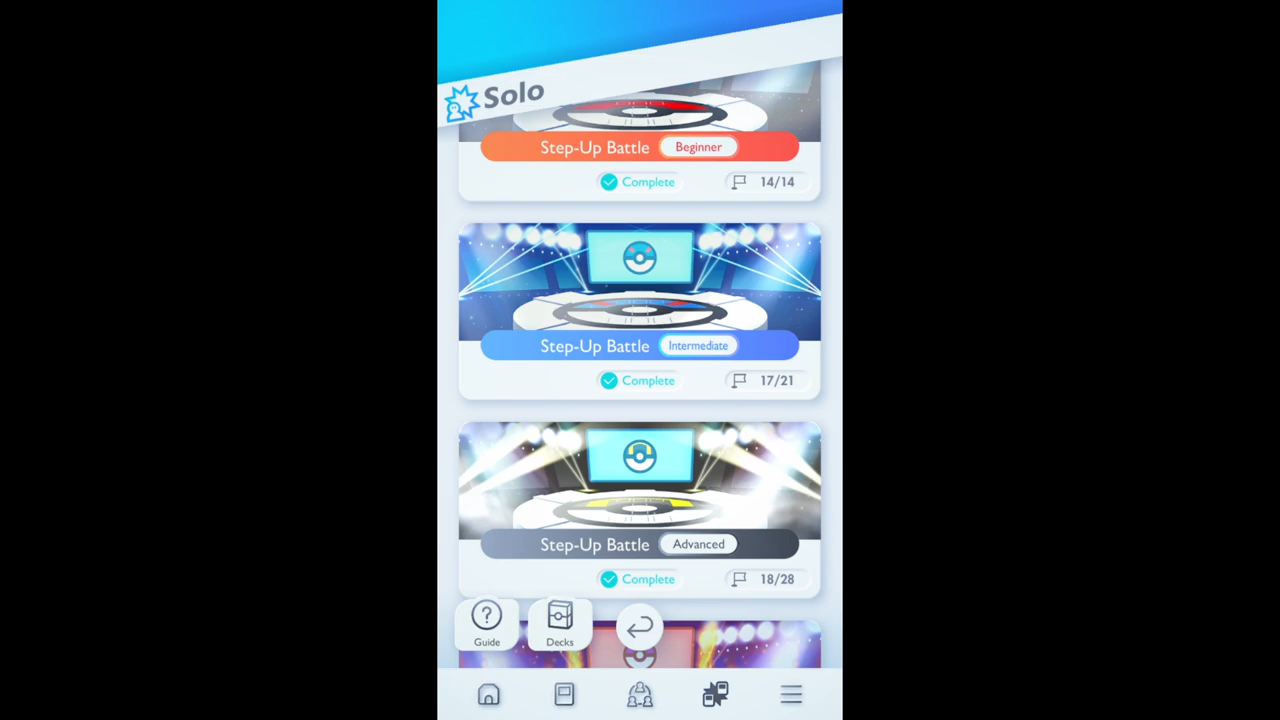 Solo
Step-Up Battle Beginner
Complete 14/14
Step-Up Battle Intermediate
Complete 17/21
Step-Up Battle Advanced
Complete 18/28
? Guide
Decks